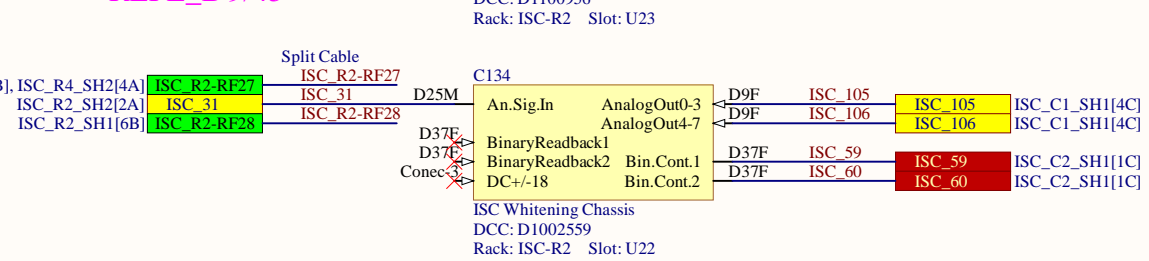 Rack: ISC-R2 Slot: U23
Split Cable
ISC_R2-RF27
C134
ISC_R4_SH2[4A] ISC_R2-RF27
ISC_R2_SH2[2A] ISC_31 ISC_31 D25M An.Sig.In AnalogOut0-3 D9F ISC_105 ISC_105 ISC_C1_SH1[4C]
ISC_R2_SH1[6B] ISC_R2-RF28 ISC_R2-RF28 AnalogOut4-7 D9F ISC_106 ISC_106 ISC_C1_SH1[4C]
D37F BinaryReadback1
D37F BinaryReadback2 Bin.Cont.1 D37F ISC_59 ISC_59 ISC_C2_SH1[1C]
Conec-3 DC+/-18 Bin.Cont.2 D37F ISC_60 ISC_60 ISC_C2_SH1[1C]
ISC Whitening Chassis
DCC: D1002559
Rack: ISC-R2 Slot: U22